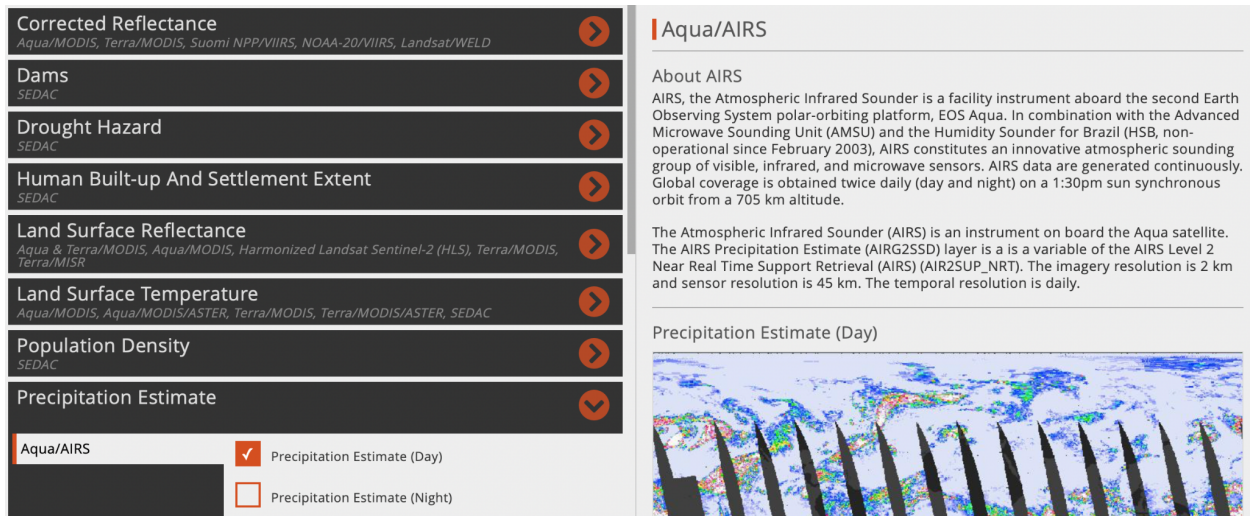 Corrected Reflectance
Aqua/MODIS, Terra/MODIS, Suomi NPP/VIIRS, NOAA-20/VIIRS, Landsat/WELD
Dams
SEDAC
Drought Hazard
SEDAC
Human Built-up And Settlement Extent
SEDAC
Land Surface Reflectance
Aqua & Terra/MODIS, Aqua/MODIS, Harmonized Landsat Sentinel-2 (HLS), Terra/MODIS,
Terra/MISR
Land Surface Temperature
Aqua/MODIS, Aqua/MODIS/ASTER, Terra/MODIS, Terra/MODIS/ASTER, SEDAC
Population Density
SEDAC
Precipitation Estimate
Aqua/AIRS
Precipitation Estimate (Day)
Precipitation Estimate (Night)
Aqua/AIRS
About AIRS
AIRS, the Atmospheric Infrared Sounder is a facility instrument aboard the second Earth
Observing System polar-orbiting platform, EOS Aqua. In combination with the Advanced
Microwave Sounding Unit (AMSU) and the Humidity Sounder for Brazil (HSB, non-
operational since February 2003), AIRS constitutes an innovative atmospheric sounding
group of visible, infrared, and microwave sensors. AIRS data are generated continuously.
Global coverage is obtained twice daily (day and night) on a 1:30pm sun synchronous
orbit from a 705 km altitude.
The Atmospheric Infrared Sounder (AIRS) is an instrument on board the Aqua satellite.
The AIRS Precipitation Estimate (AIRG2SSD) layer is a is a variable of the AIRS Level 2
Near Real Time Support Retrieval (AIRS) (AIR2SUP_NRT). The imagery resolution is 2 km
and sensor resolution is 45 km. The temporal resolution is daily.
Precipitation Estimate (Day)